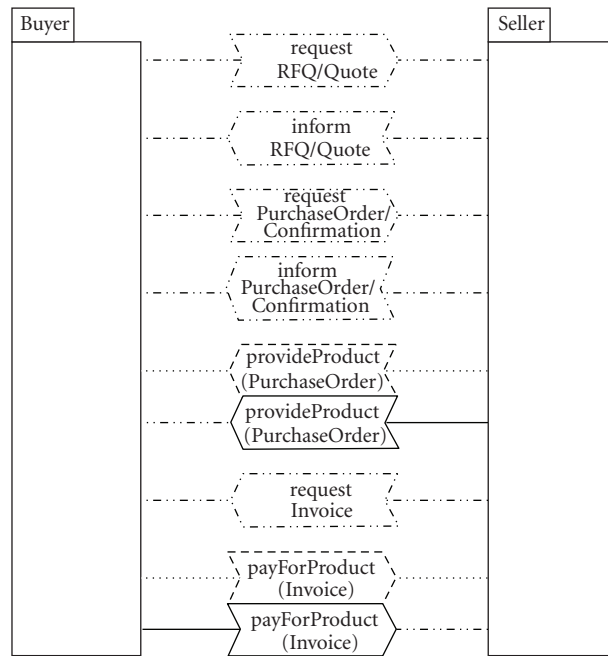 Buyer
Seller
request
RFQ/Quote
inform
RFQ/Quote
request
PurchaseOrder/
Confirmation
inform
PurchaseOrder/
Confirmation
provideProduct
(PurchaseOrder)
provideProduct
(PurchaseOrder)
request
Invoice
payForProduct
(Invoice)
payForProduct
(Invoice)